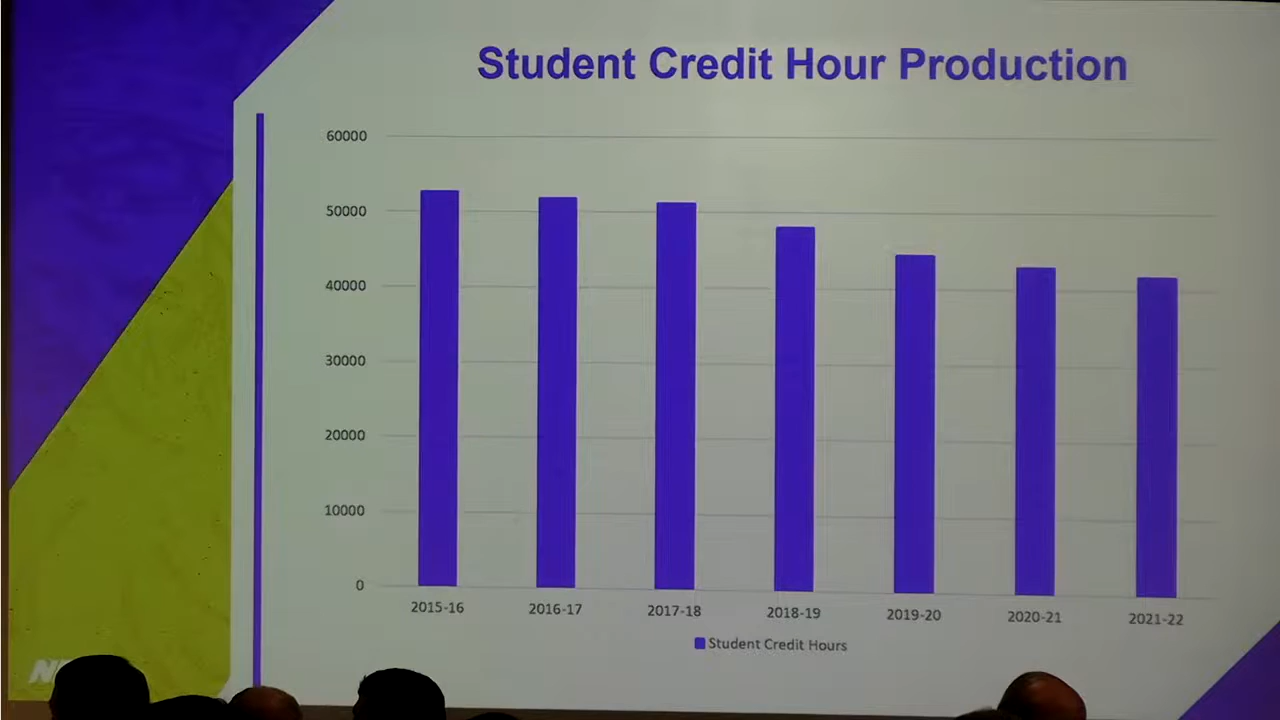 Student Credit Hour Production
60000
50000
40000
30000
20000
10000
0
2015-16 2016-17 2017-18 2018-19 2019-20 2020-21 2021-22
Student Credit Hours